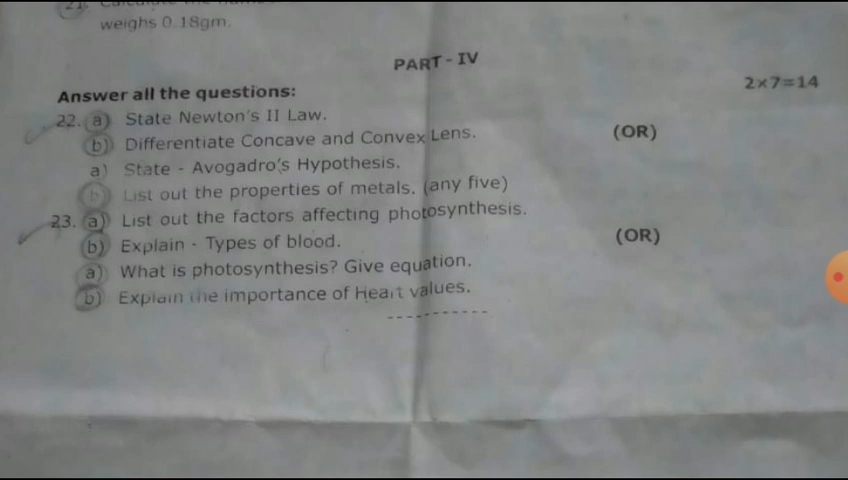 21. Calculate the
weighs 0.18gm.
PART - IV
Answer all the questions:
2×7=14
22. a) State Newton's II Law.
b) Differentiate Concave and Convex Lens.
(OR)
a) State - Avogadro's Hypothesis.
b) List out the properties of metals. (any five)
23. a) List out the factors affecting photosynthesis.
b) Explain - Types of blood.
(OR)
a) What is photosynthesis? Give equation.
b) Explain the importance of Heart values.